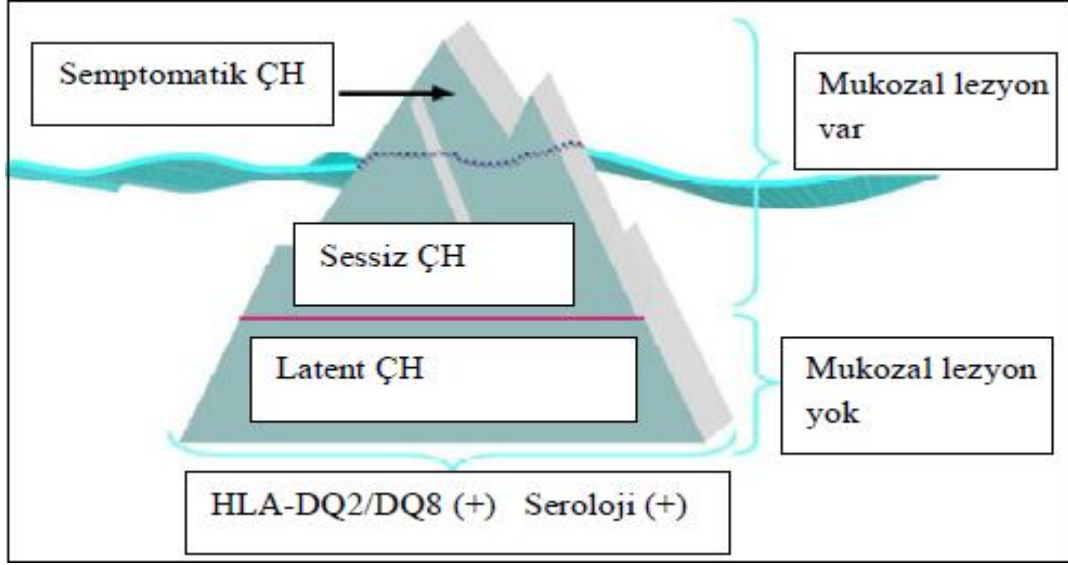 Semptomatik ÇH
Mukozal lezyon
var
Sessiz ÇH
Latent ÇH
Mukozal lezyon
yok
HLA-DQ2/DQ8 (+) Seroloji (+)